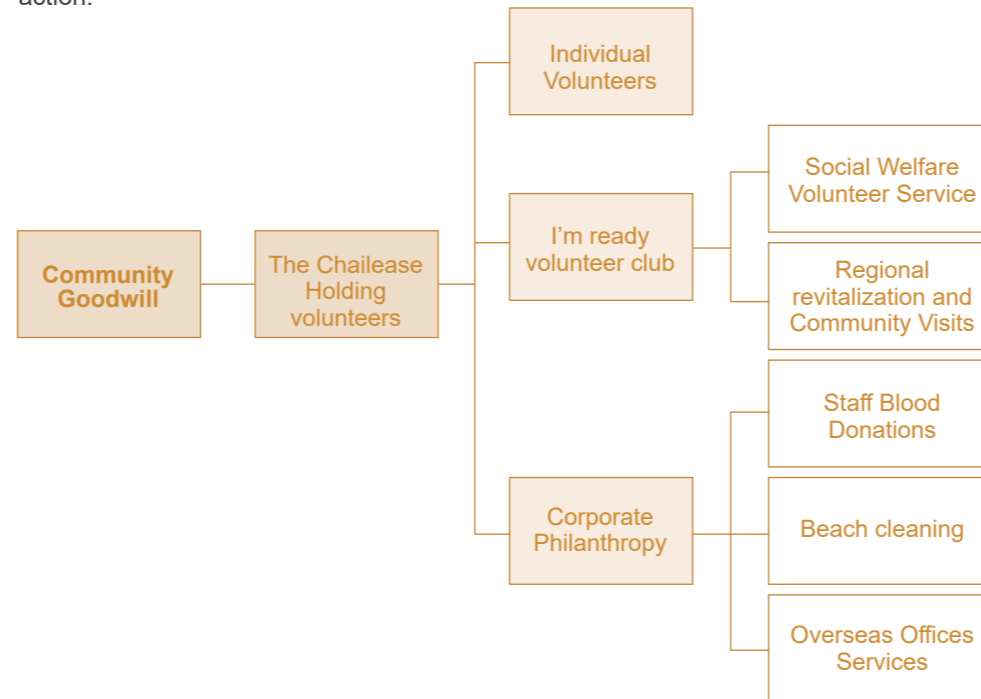 action.
Individual
Volunteers
Social Welfare
Volunteer Service
I'm ready
volunteer club
Regional
revitalization and
Community Visits
Community
Goodwill
The Chailease
Holding
volunteers
Staff Blood
Donations
Corporate
Philanthropy
Beach cleaning
Overseas Offices
Services